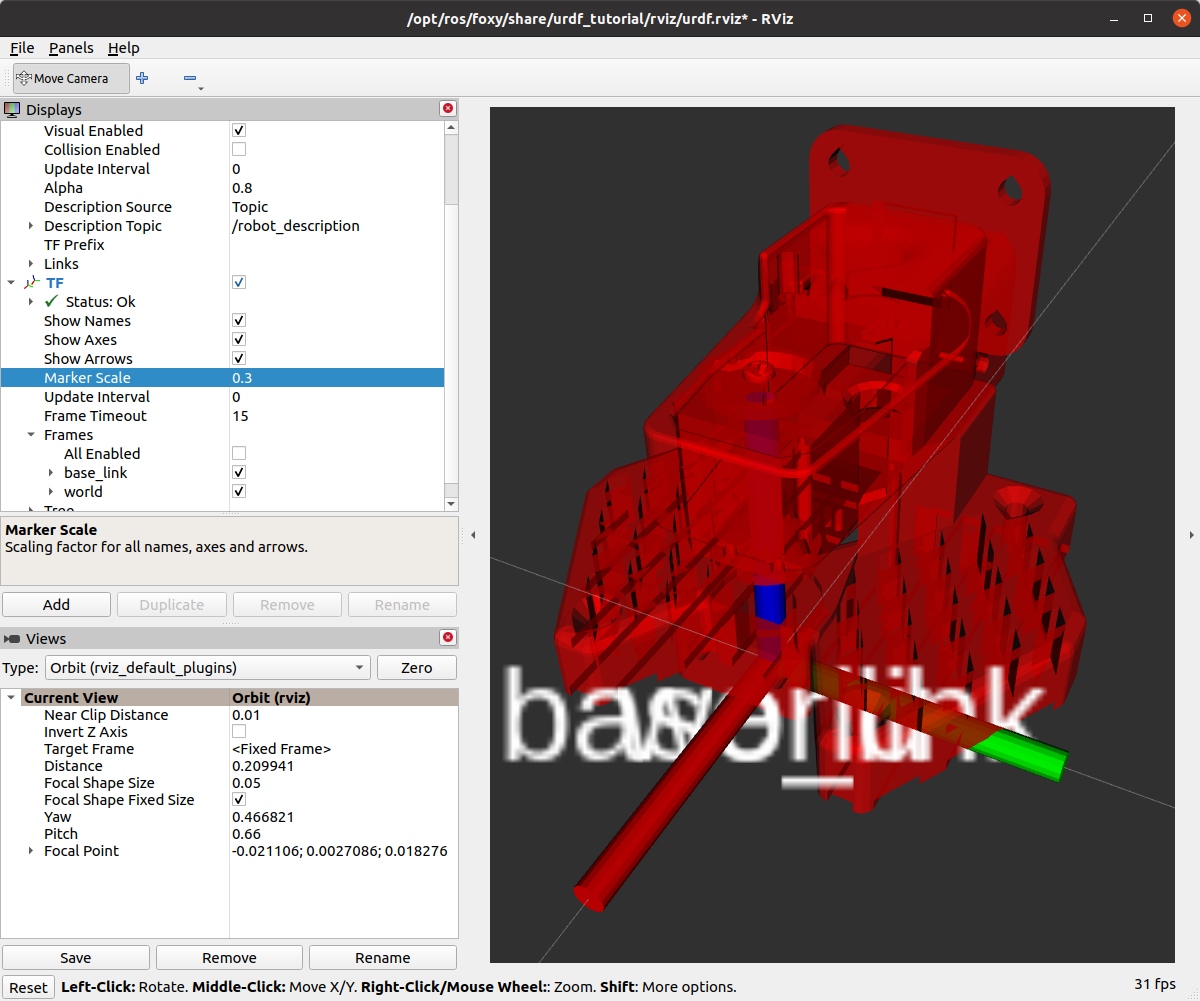 /opt/ros/foxy/share/urdf_tutorial/rviz/urdf.rviz* - RViz
File Panels Help
Move Camera
Displays
Visual Enabled
Collision Enabled
Update Interval 0
Alpha 0.8
Description Source Topic
Description Topic /robot_description
TF Prefix
Links
TF
Status: Ok
Show Names
Show Axes
Show Arrows
Marker Scale 0.3
Update Interval 0
Frame Timeout 15
Frames
All Enabled
base_link
world
Tree
Marker Scale
Scaling factor for all names, axes and arrows.
Add Duplicate Remove Rename
Views
Type: Orbit (rviz_default_plugins) Zero
Current View Orbit (rviz)
Near Clip Distance 0.01
Invert Z Axis
Target Frame <Fixed Frame>
Distance 0.209941
Focal Shape Size 0.05
Focal Shape Fixed Size
Yaw 0.466821
Pitch 0.66
Focal Point -0.021106; 0.0027086; 0.018276
Save Remove Rename
Reset Left-Click: Rotate. Middle-Click: Move X/Y. Right-Click/Mouse Wheel:: Zoom. Shift: More options.
31 fps
base_link